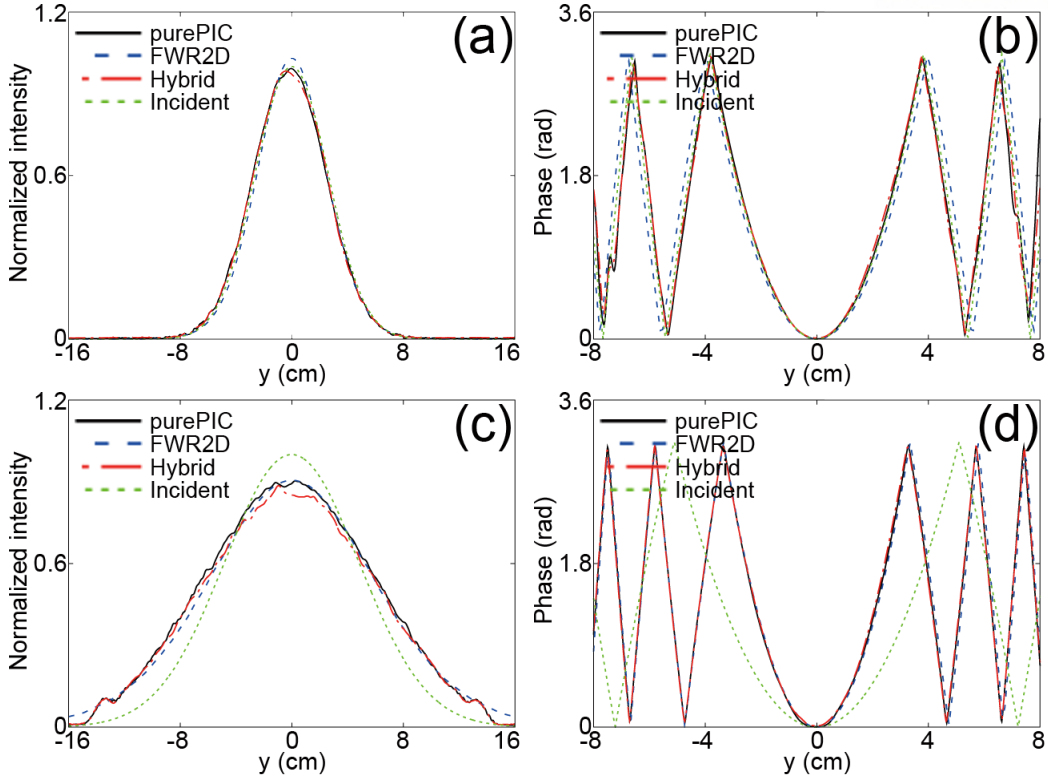 1.2
(a)
purePIC
FWR2D
Hybrid
Incident
Normalized intensity
0.6
0
-16
-8
0
8
16
y (cm)
3.6
(b)
purePIC
FWR2D
Hybrid
Incident
Phase (rad)
1.8
0
-8
-4
0
4
8
y (cm)
1.2
(c)
purePIC
FWR2D
Hybrid
Incident
Normalized intensity
0.6
0
-16
-8
0
8
16
y (cm)
3.6
(d)
purePIC
FWR2D
Hybrid
Incident
Phase (rad)
1.8
0
-8
-4
0
4
8
y (cm)